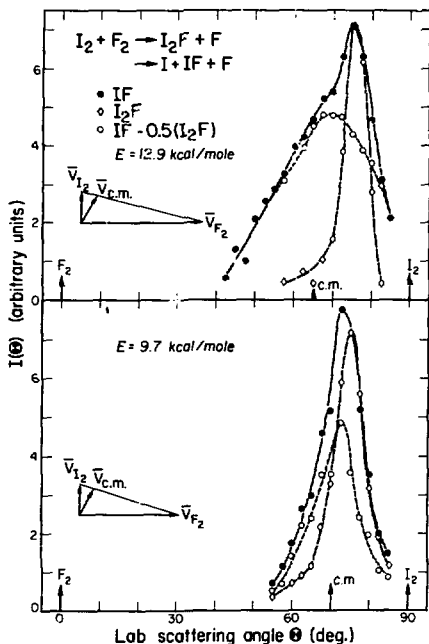 I₂ + F₂ → I₂F + F
→ I + IF + F
● IF
◇ I₂F
○ IF - 0.5(I₂F)
E = 12.9 kcal/mole
V̄I₂
V̄c.m.
V̄F₂
6
4
2
0
F₂
c.m.
I₂
I(Θ) (arbitrary units)
E = 9.7 kcal/mole
V̄I₂
V̄c.m.
V̄F₂
6
4
2
0
F₂
c.m.
I₂
0 30 60 90
Lab scattering angle Θ (deg.)